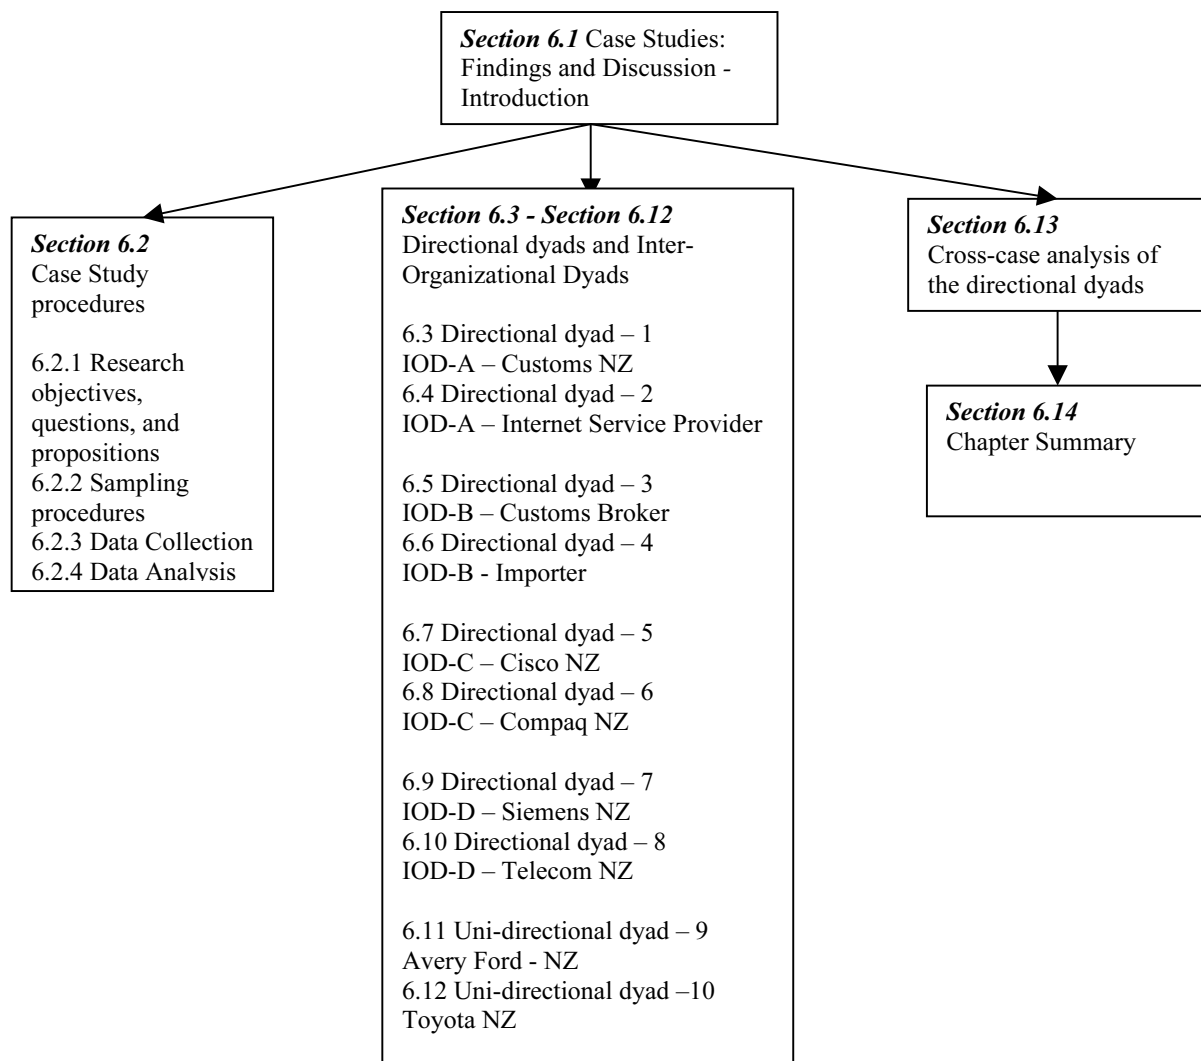 Section 6.1 Case Studies:
Findings and Discussion -
Introduction
Section 6.2
Case Study
procedures
6.2.1 Research
objectives,
questions, and
propositions
6.2.2 Sampling
procedures
6.2.3 Data Collection
6.2.4 Data Analysis
Section 6.3 - Section 6.12
Directional dyads and Inter-
Organizational Dyads
6.3 Directional dyad – 1
IOD-A – Customs NZ
6.4 Directional dyad – 2
IOD-A – Internet Service Provider
6.5 Directional dyad – 3
IOD-B – Customs Broker
6.6 Directional dyad – 4
IOD-B - Importer
6.7 Directional dyad – 5
IOD-C – Cisco NZ
6.8 Directional dyad – 6
IOD-C – Compaq NZ
6.9 Directional dyad – 7
IOD-D – Siemens NZ
6.10 Directional dyad – 8
IOD-D – Telecom NZ
6.11 Uni-directional dyad – 9
Avery Ford - NZ
6.12 Uni-directional dyad –10
Toyota NZ
Section 6.13
Cross-case analysis of
the directional dyads
Section 6.14
Chapter Summary